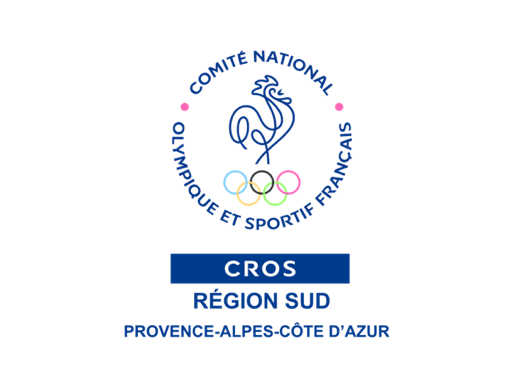 COMITÉ NATIONAL
OLYMPIQUE ET SPORTIF FRANÇAIS
CROS
RÉGION SUD
PROVENCE-ALPES-CÔTE D'AZUR